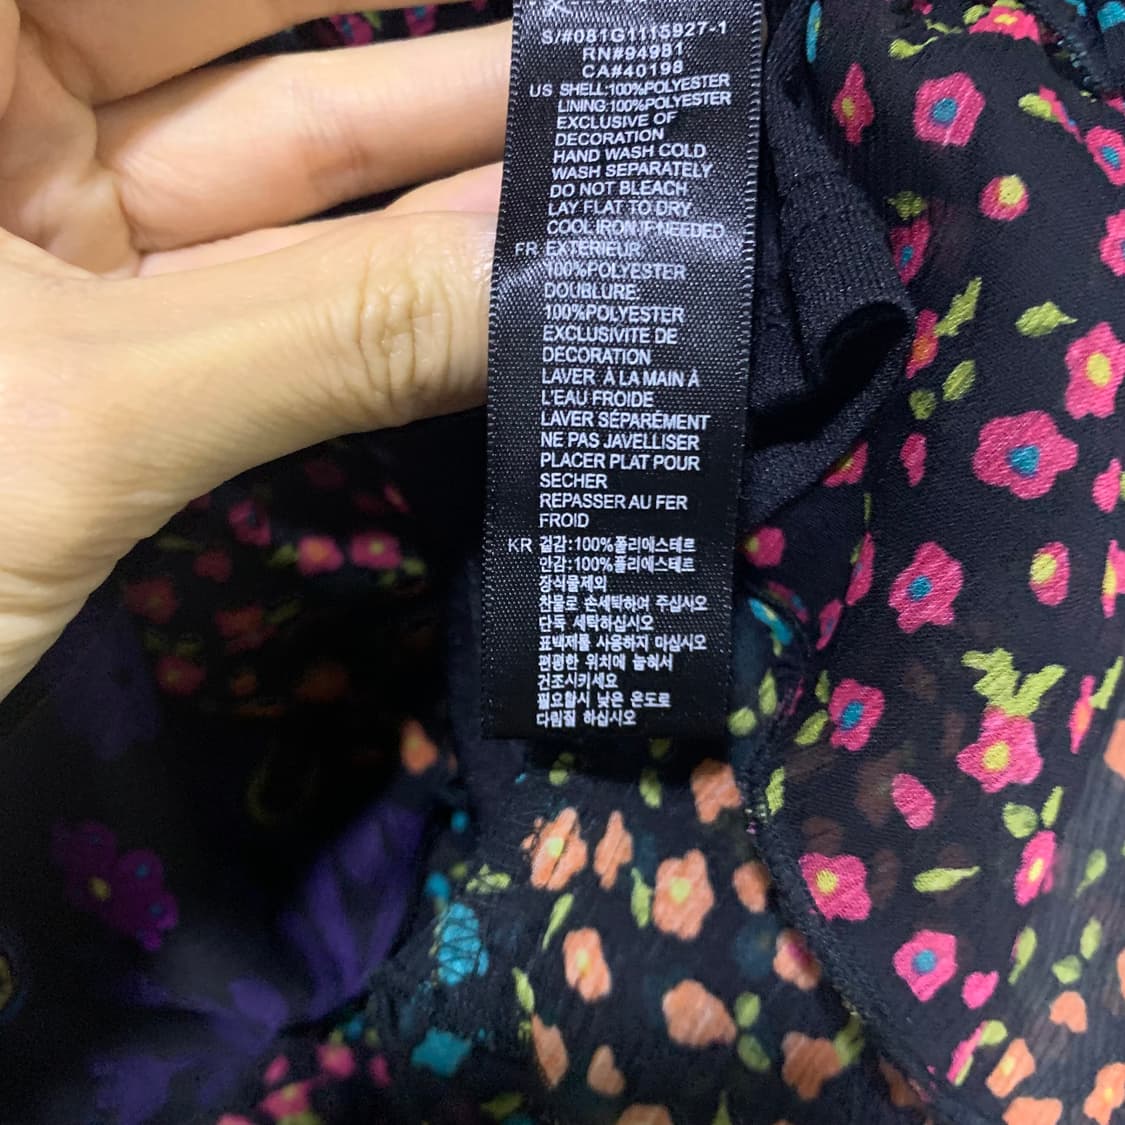 S/#081G1115927-1
RN#94981
CA#40198
US SHELL:100%POLYESTER
LINING:100%POLYESTER
EXCLUSIVE OF
DECORATION
HAND WASH COLD
WASH SEPARATELY
DO NOT BLEACH
LAY FLAT TO DRY
COOL IRON IF NEEDED
FR EXTERIEUR:
100%POLYESTER
DOUBLURE:
100%POLYESTER
EXCLUSIVITE DE
DÉCORATION
LAVER À LA MAIN À
L'EAU FROIDE
LAVER SÉPARÉMENT
NE PAS JAVELLISER
PLACER PLAT POUR
SECHER
REPASSER AU FER
FROID
KR 겉감:100%폴리에스테르
안감:100%폴리에스테르
장식물제외
찬물로 손세탁하여 주십시오
단독 세탁하십시오
표백제를 사용하지 마십시오
편평한 위치에 눕혀서
건조시키세요
필요할시 낮은 온도로
다림질 하십시오